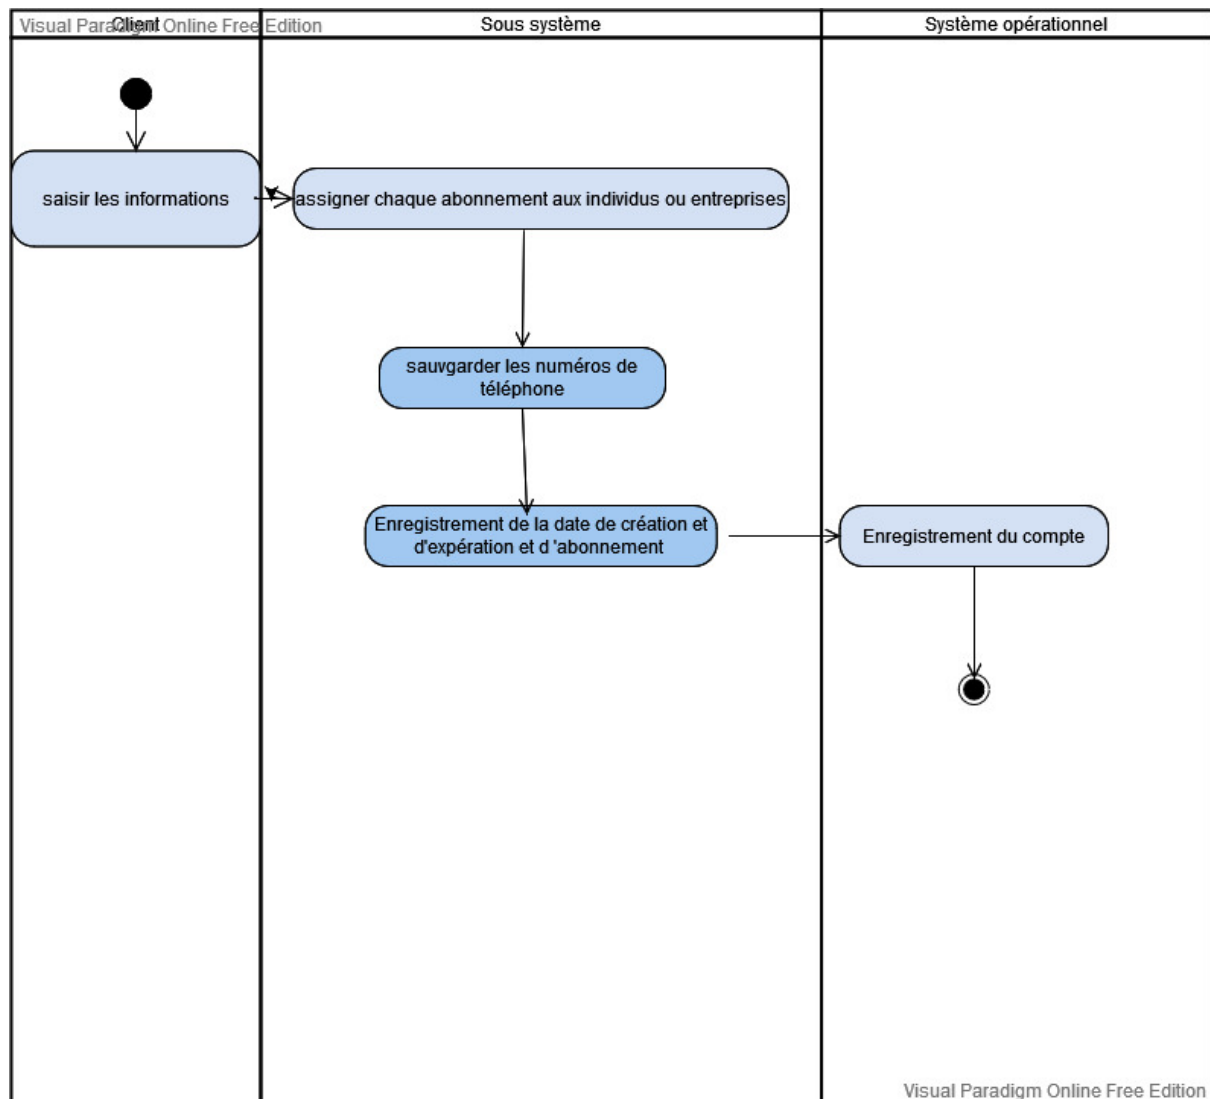 Visual Paradigm Online Free Edition
Client
Sous système
Système opérationnel
saisir les informations
assigner chaque abonnement aux individus ou entreprises
sauvgarder les numéros de
téléphone
Enregistrement de la date de création et
d'expération et d 'abonnement
Enregistrement du compte
Visual Paradigm Online Free Edition